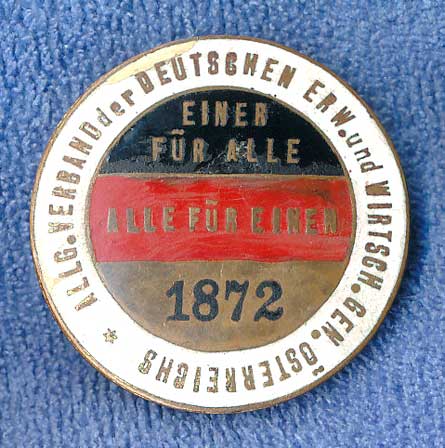 * ALLG. VERBAND der DEUTSCHEN ERW. und WIRTSCH. GEN. ÖSTERREICHS
EINER
FÜR ALLE
ALLE FÜR EINEN
1872